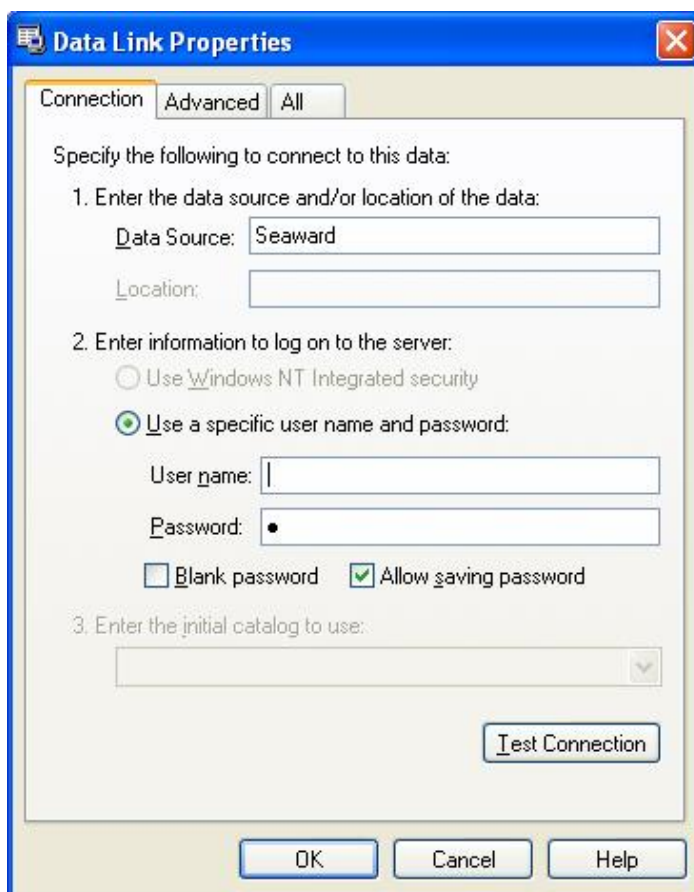 Data Link Properties
Connection Advanced All
Specify the following to connect to this data:
1. Enter the data source and/or location of the data:
Data Source: Seaward
Location:
2. Enter information to log on to the server:
Use Windows NT Integrated security
Use a specific user name and password:
User name:
Password: ●
Blank password Allow saving password
3. Enter the initial catalog to use:
Test Connection
OK Cancel Help